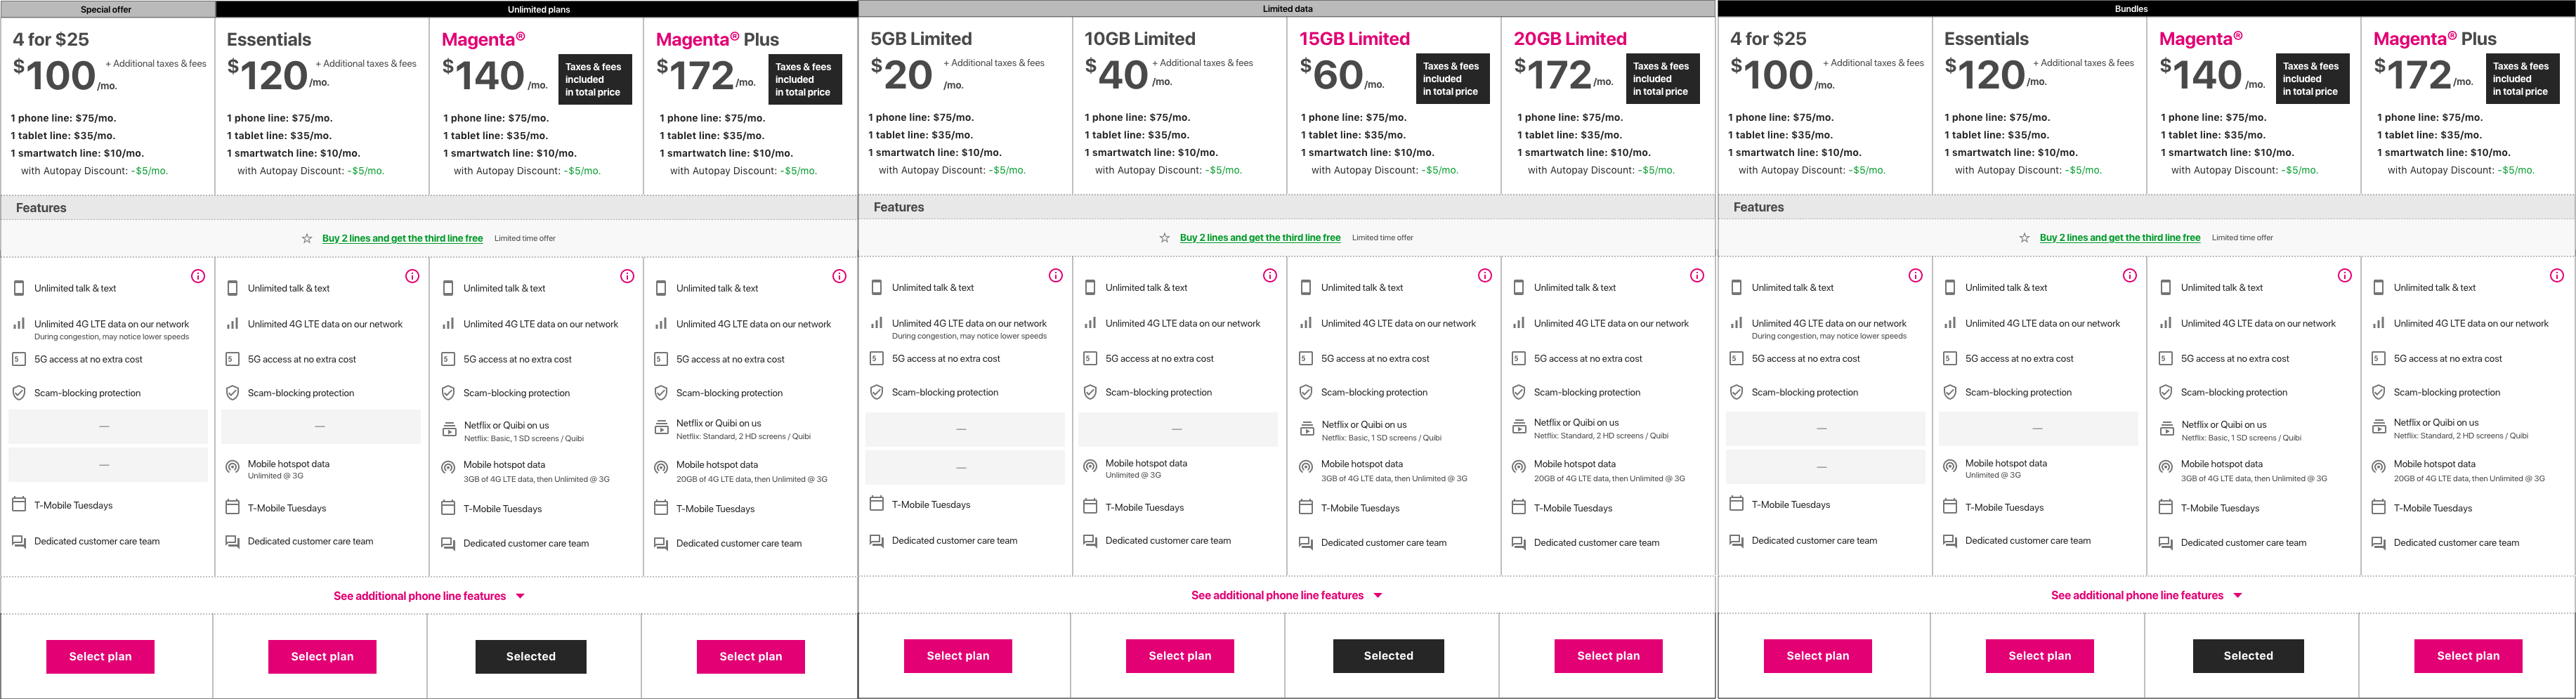 Special offer
Unlimited plans
Limited data
Bundles
4 for $25
$100 /mo.
+ Additional taxes & fees
1 phone line: $75/mo.
1 tablet line: $35/mo.
1 smartwatch line: $10/mo.
with Autopay Discount: -$5/mo.
Essentials
$120 /mo.
+ Additional taxes & fees
1 phone line: $75/mo.
1 tablet line: $35/mo.
1 smartwatch line: $10/mo.
with Autopay Discount: -$5/mo.
Magenta®
$140 /mo.
Taxes & fees
included
in total price
1 phone line: $75/mo.
1 tablet line: $35/mo.
1 smartwatch line: $10/mo.
with Autopay Discount: -$5/mo.
Magenta® Plus
$172 /mo.
Taxes & fees
included
in total price
1 phone line: $75/mo.
1 tablet line: $35/mo.
1 smartwatch line: $10/mo.
with Autopay Discount: -$5/mo.
5GB Limited
$20 /mo.
+ Additional taxes & fees
1 phone line: $75/mo.
1 tablet line: $35/mo.
1 smartwatch line: $10/mo.
with Autopay Discount: -$5/mo.
10GB Limited
$40 /mo.
+ Additional taxes & fees
1 phone line: $75/mo.
1 tablet line: $35/mo.
1 smartwatch line: $10/mo.
with Autopay Discount: -$5/mo.
15GB Limited
$60 /mo.
Taxes & fees
included
in total price
1 phone line: $75/mo.
1 tablet line: $35/mo.
1 smartwatch line: $10/mo.
with Autopay Discount: -$5/mo.
20GB Limited
$172 /mo.
Taxes & fees
included
in total price
1 phone line: $75/mo.
1 tablet line: $35/mo.
1 smartwatch line: $10/mo.
with Autopay Discount: -$5/mo.
4 for $25
$100 /mo.
+ Additional taxes & fees
1 phone line: $75/mo.
1 tablet line: $35/mo.
1 smartwatch line: $10/mo.
with Autopay Discount: -$5/mo.
Essentials
$120 /mo.
+ Additional taxes & fees
1 phone line: $75/mo.
1 tablet line: $35/mo.
1 smartwatch line: $10/mo.
with Autopay Discount: -$5/mo.
Magenta®
$140 /mo.
Taxes & fees
included
in total price
1 phone line: $75/mo.
1 tablet line: $35/mo.
1 smartwatch line: $10/mo.
with Autopay Discount: -$5/mo.
Magenta® Plus
$172 /mo.
Taxes & fees
included
in total price
1 phone line: $75/mo.
1 tablet line: $35/mo.
1 smartwatch line: $10/mo.
with Autopay Discount: -$5/mo.
Features
Features
Features
Buy 2 lines and get the third line free Limited time offer
Buy 2 lines and get the third line free Limited time offer
Buy 2 lines and get the third line free Limited time offer
Unlimited talk & text
Unlimited 4G LTE data on our network
During congestion, may notice lower speeds
5 5G access at no extra cost
Scam-blocking protection
—
—
T-Mobile Tuesdays
Dedicated customer care team
Unlimited talk & text
Unlimited 4G LTE data on our network
5 5G access at no extra cost
Scam-blocking protection
—
Mobile hotspot data
Unlimited @ 3G
T-Mobile Tuesdays
Dedicated customer care team
Unlimited talk & text
Unlimited 4G LTE data on our network
5 5G access at no extra cost
Scam-blocking protection
Netflix or Quibi on us
Netflix: Basic, 1 SD screens / Quibi
Mobile hotspot data
3GB of 4G LTE data, then Unlimited @ 3G
T-Mobile Tuesdays
Dedicated customer care team
Unlimited talk & text
Unlimited 4G LTE data on our network
5 5G access at no extra cost
Scam-blocking protection
Netflix or Quibi on us
Netflix: Standard, 2 HD screens / Quibi
Mobile hotspot data
20GB of 4G LTE data, then Unlimited @ 3G
T-Mobile Tuesdays
Dedicated customer care team
Unlimited talk & text
Unlimited 4G LTE data on our network
During congestion, may notice lower speeds
5 5G access at no extra cost
Scam-blocking protection
—
—
T-Mobile Tuesdays
Dedicated customer care team
Unlimited talk & text
Unlimited 4G LTE data on our network
5 5G access at no extra cost
Scam-blocking protection
—
Mobile hotspot data
Unlimited @ 3G
T-Mobile Tuesdays
Dedicated customer care team
Unlimited talk & text
Unlimited 4G LTE data on our network
5 5G access at no extra cost
Scam-blocking protection
Netflix or Quibi on us
Netflix: Basic, 1 SD screens / Quibi
Mobile hotspot data
3GB of 4G LTE data, then Unlimited @ 3G
T-Mobile Tuesdays
Dedicated customer care team
Unlimited talk & text
Unlimited 4G LTE data on our network
5 5G access at no extra cost
Scam-blocking protection
Netflix or Quibi on us
Netflix: Standard, 2 HD screens / Quibi
Mobile hotspot data
20GB of 4G LTE data, then Unlimited @ 3G
T-Mobile Tuesdays
Dedicated customer care team
Unlimited talk & text
Unlimited 4G LTE data on our network
During congestion, may notice lower speeds
5 5G access at no extra cost
Scam-blocking protection
—
—
T-Mobile Tuesdays
Dedicated customer care team
Unlimited talk & text
Unlimited 4G LTE data on our network
5 5G access at no extra cost
Scam-blocking protection
—
Mobile hotspot data
Unlimited @ 3G
T-Mobile Tuesdays
Dedicated customer care team
Unlimited talk & text
Unlimited 4G LTE data on our network
5 5G access at no extra cost
Scam-blocking protection
Netflix or Quibi on us
Netflix: Basic, 1 SD screens / Quibi
Mobile hotspot data
3GB of 4G LTE data, then Unlimited @ 3G
T-Mobile Tuesdays
Dedicated customer care team
Unlimited talk & text
Unlimited 4G LTE data on our network
5 5G access at no extra cost
Scam-blocking protection
Netflix or Quibi on us
Netflix: Standard, 2 HD screens / Quibi
Mobile hotspot data
20GB of 4G LTE data, then Unlimited @ 3G
T-Mobile Tuesdays
Dedicated customer care team
See additional phone line features
See additional phone line features
See additional phone line features
Select plan
Select plan
Selected
Select plan
Select plan
Select plan
Selected
Select plan
Select plan
Select plan
Selected
Select plan